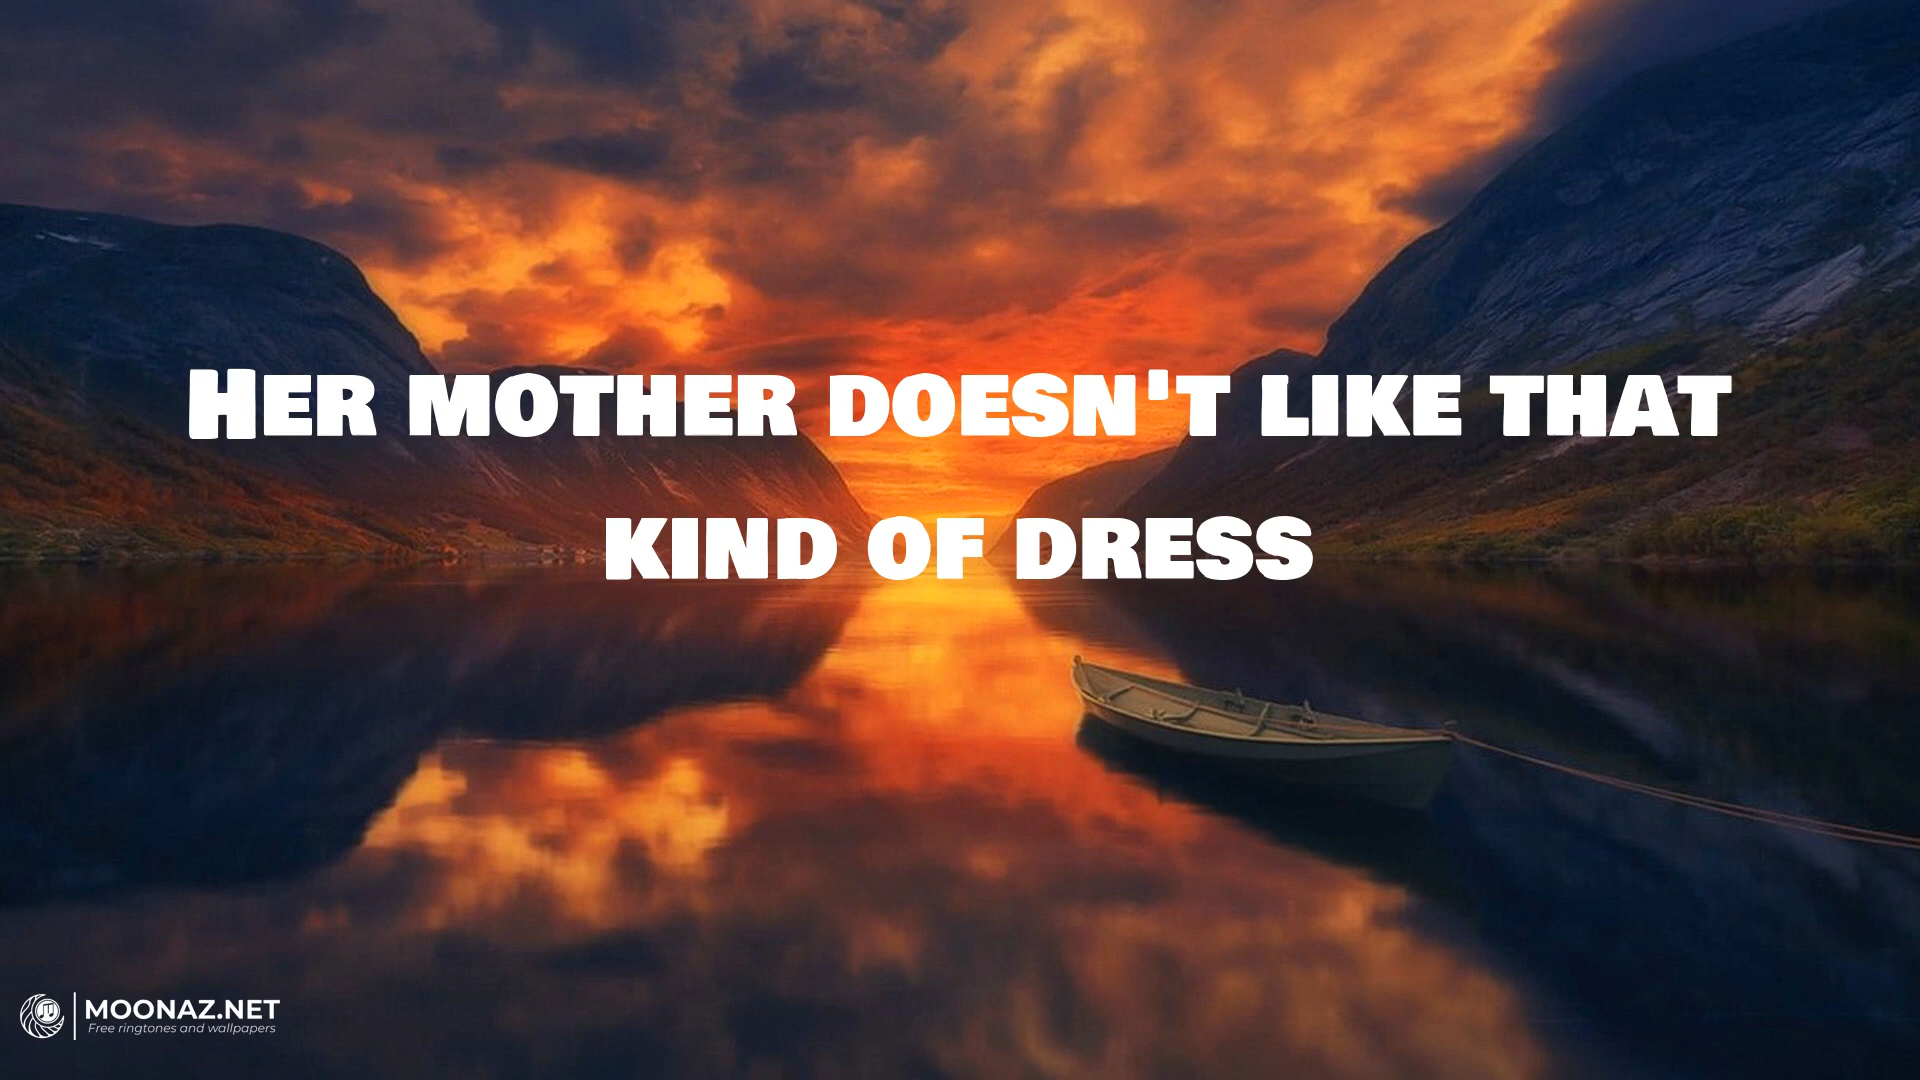 Her mother doesn't like that
kind of dress
MOONAZ.NET
Free ringtones and wallpapers